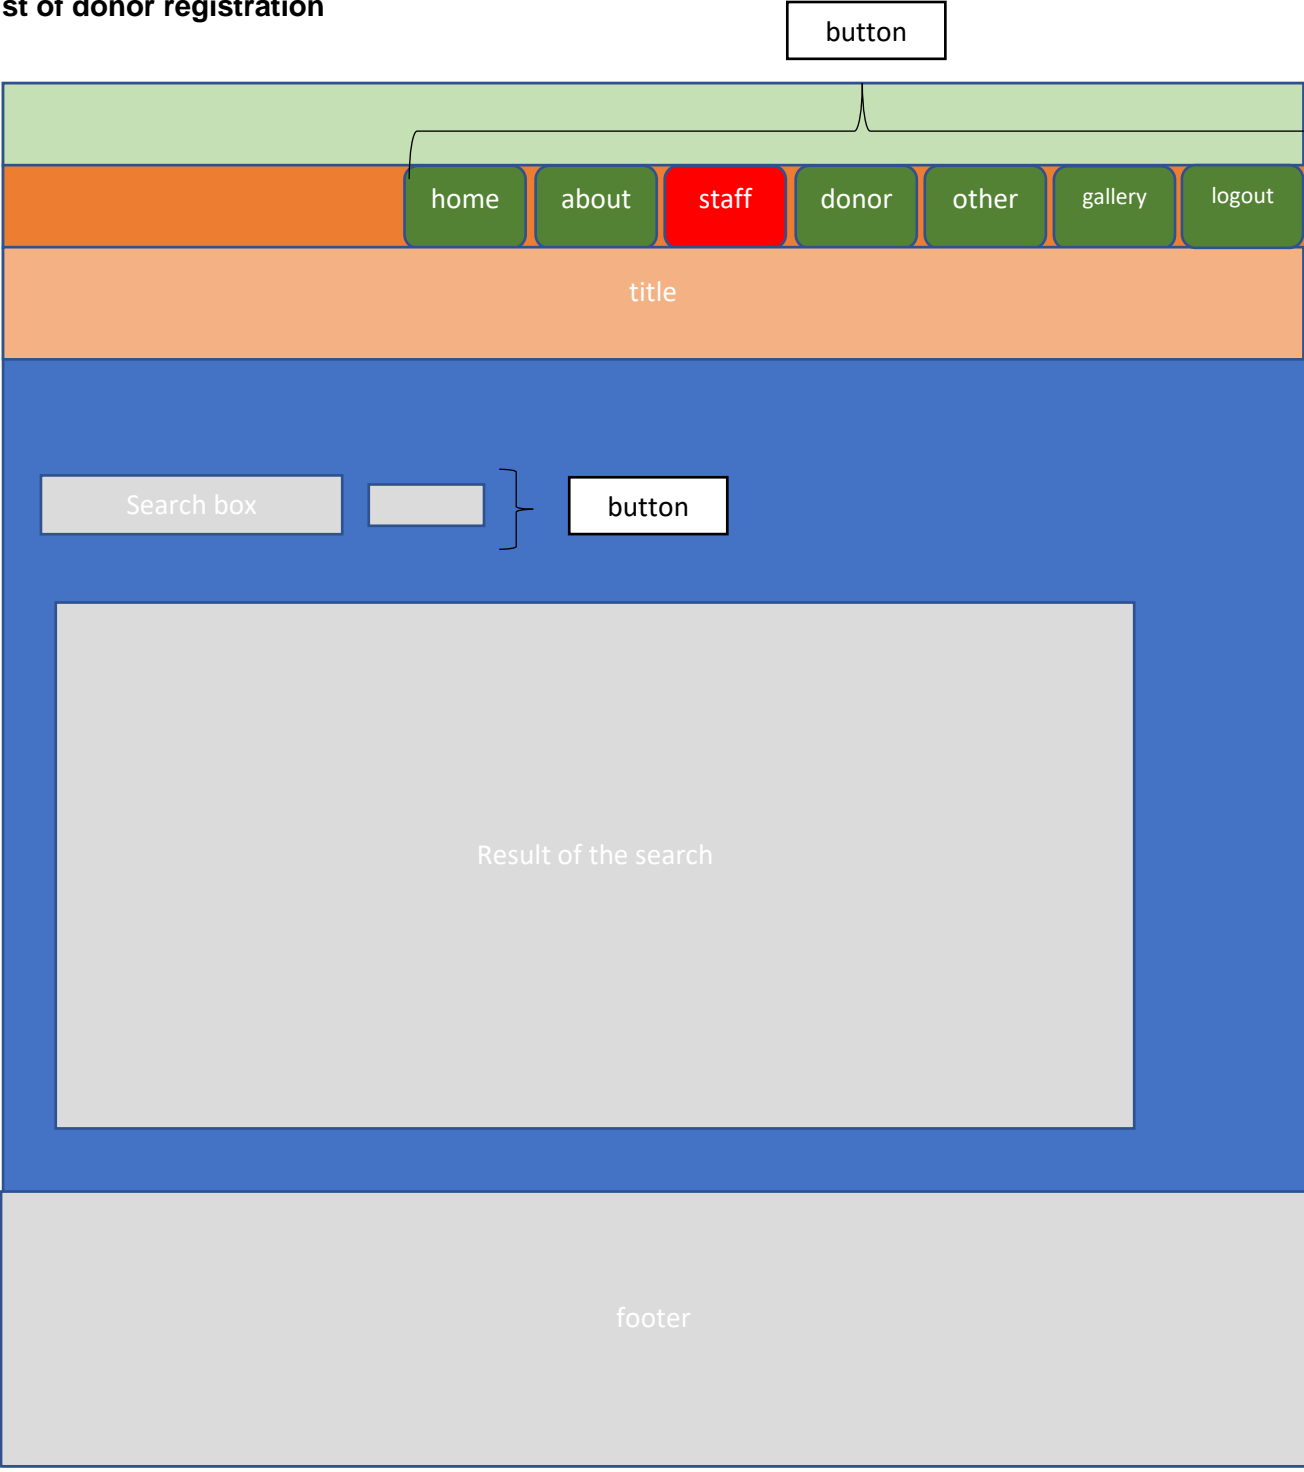 st of donor registration
button
home about staff donor other gallery logout
title
Search box
button
Result of the search
footer